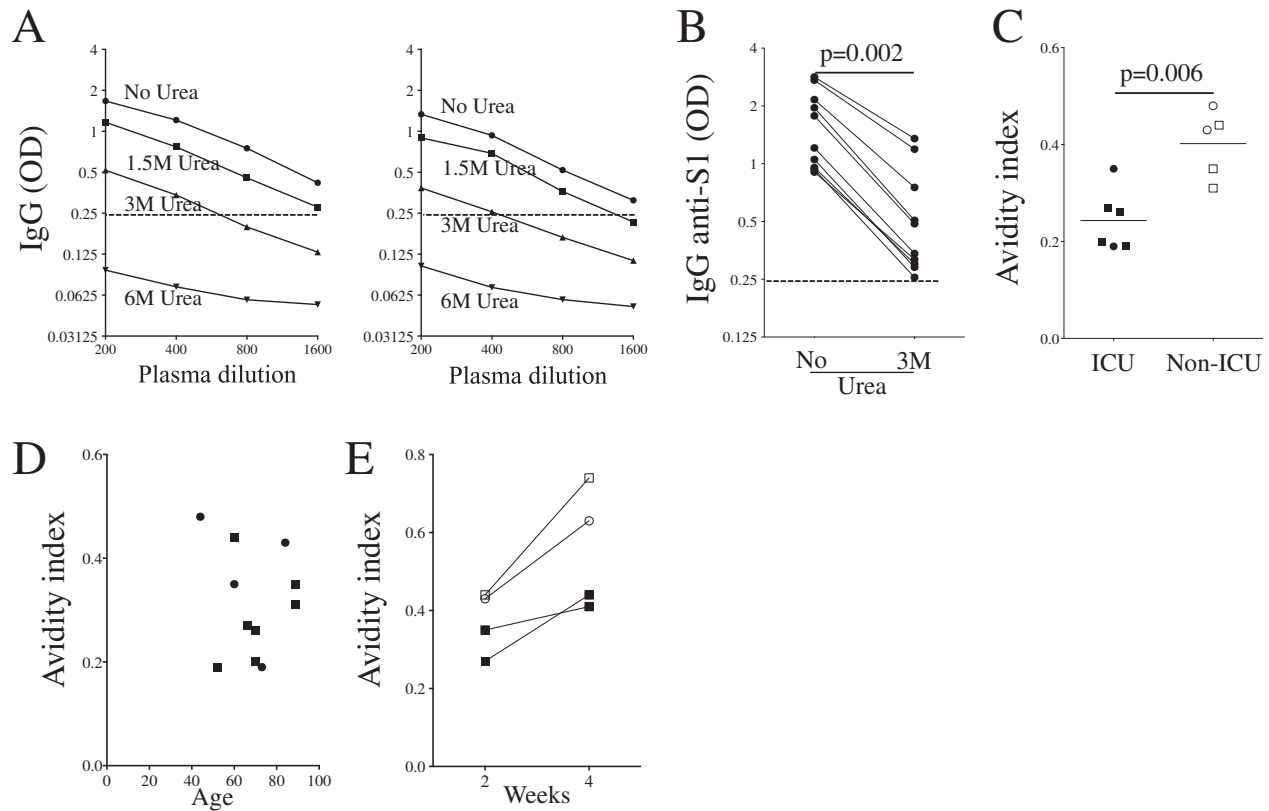 A
IgG (OD)
4
2
1
0.5
0.25
0.125
0.0625
0.03125
No Urea
1.5M Urea
3M Urea
6M Urea
200
400
800
1600
Plasma dilution
4
2
1
0.5
0.25
0.125
0.0625
0.03125
No Urea
1.5M Urea
3M Urea
6M Urea
200
400
800
1600
Plasma dilution
B
IgG anti-S1 (OD)
p=0.002
4
2
1
0.5
0.25
0.125
No
3M
Urea
C
Avidity index
p=0.006
0.6
0.4
0.2
0.0
ICU
Non-ICU
D
Avidity index
0.6
0.4
0.2
0.0
0
20
40
60
80
100
Age
E
Avidity index
0.8
0.6
0.4
0.2
0.0
2
4
Weeks